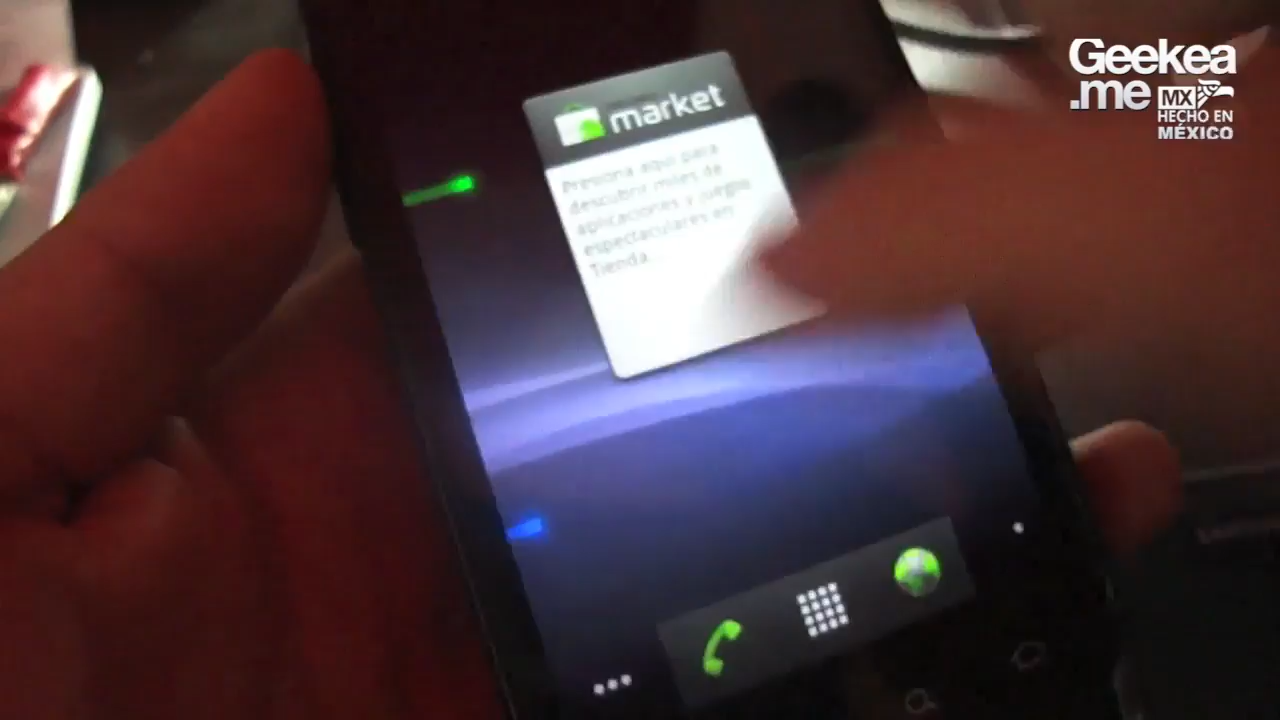 Geekea
.me MX
HECHO EN
MÉXICO
market
Presiona aquí para
descubrir miles de
aplicaciones y juegos
espectaculares en
Tienda...